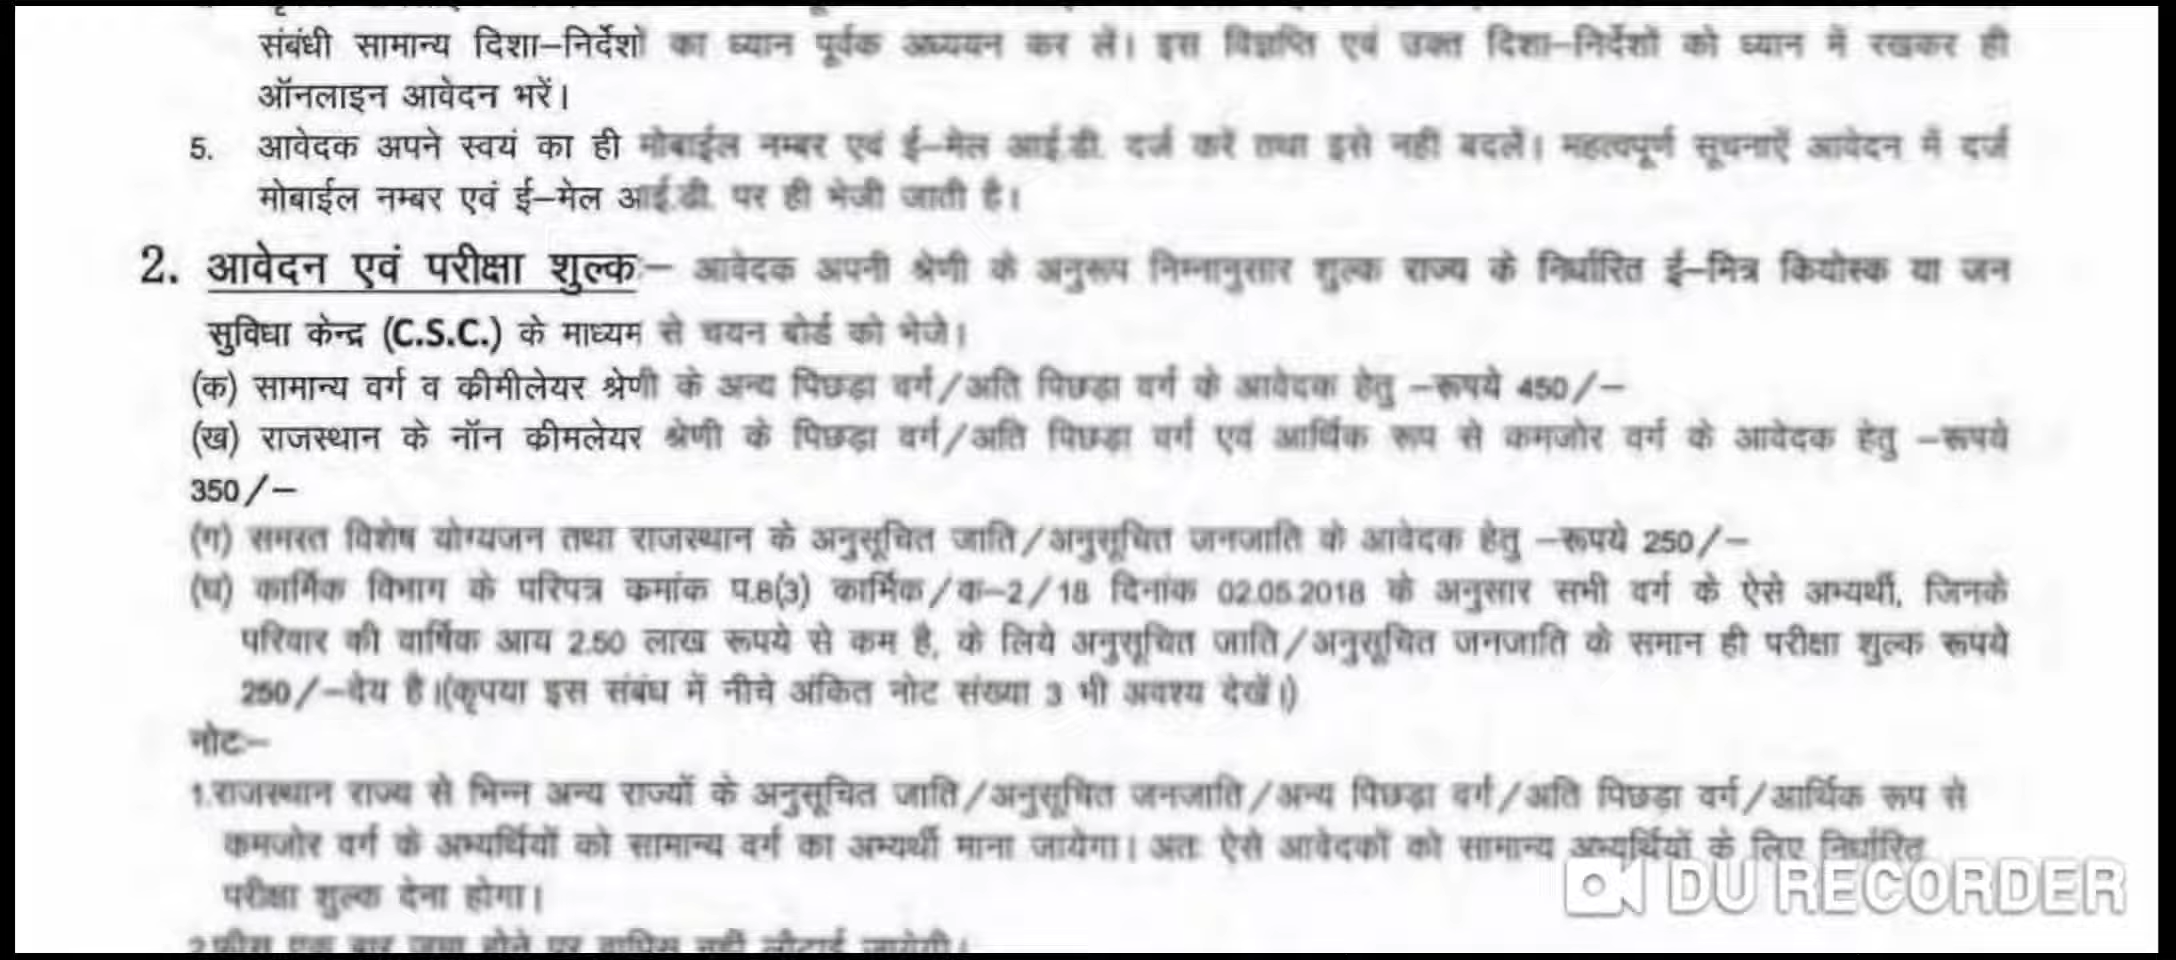 संबंधी सामान्य दिशा–निर्देशों का ध्यान पूर्वक अध्ययन कर लें। इस विज्ञप्ति एवं उक्त दिशा–निर्देशों को ध्यान में रखकर ही
ऑनलाइन आवेदन भरें।
5. आवेदक अपने स्वयं का ही मोबाईल नम्बर एवं ई–मेल आई.डी. दर्ज करें तथा इसे नहीं बदलें। महत्वपूर्ण सूचनाऐं आवेदन में दर्ज
मोबाईल नम्बर एवं ई–मेल आई.डी. पर ही भेजी जाती है।
2. आवेदन एवं परीक्षा शुल्क:– आवेदक अपनी श्रेणी के अनुरूप निम्नानुसार शुल्क राज्य के निर्धारित ई–मित्र कियोस्क या जन
सुविधा केन्द्र (C.S.C.) के माध्यम से चयन बोर्ड को भेजे।
(क) सामान्य वर्ग व क्रीमीलेयर श्रेणी के अन्य पिछड़ा वर्ग/अति पिछड़ा वर्ग के आवेदक हेतु –रूपये 450/–
(ख) राजस्थान के नॉन क्रीमलेयर श्रेणी के पिछड़ा वर्ग/अति पिछड़ा वर्ग एवं आर्थिक रूप से कमजोर वर्ग के आवेदक हेतु –रूपये
350/–
(ग) समस्त विशेष योग्यजन तथा राजस्थान के अनुसूचित जाति/अनुसूचित जनजाति के आवेदक हेतु –रूपये 250/–
(घ) कार्मिक विभाग के परिपत्र क्रमांक प.8(3) कार्मिक/क–2/18 दिनांक 02.05.2018 के अनुसार सभी वर्ग के ऐसे अभ्यर्थी, जिनके
परिवार की वार्षिक आय 2.50 लाख रूपये से कम है, के लिये अनुसूचित जाति/अनुसूचित जनजाति के समान ही परीक्षा शुल्क रूपये
250/–देय है।(कृपया इस संबंध में नीचे अंकित नोट संख्या 3 भी अवश्य देखें।)
नोटः–
1.राजस्थान राज्य से भिन्न अन्य राज्यों के अनुसूचित जाति/अनुसूचित जनजाति/अन्य पिछड़ा वर्ग/अति पिछडा वर्ग/आर्थिक रूप से
कमजोर वर्ग के अभ्यर्थियों को सामान्य वर्ग का अभ्यर्थी माना जायेगा। अतः ऐसे आवेदकों को सामान्य अभ्यर्थियों के लिए निर्धारित
परीक्षा शुल्क देना होगा।
2.फीस एक बार जमा होने पर वापिस नहीं लौटाई जायेगी।
DU RECORDER